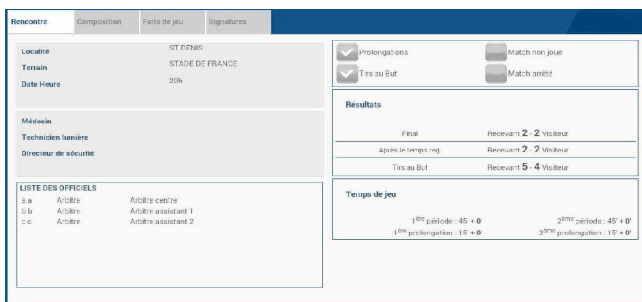 Rencontre Composition Faits de jeu Signatures
Localité ST DENIS
Terrain STADE DE FRANCE
Date Heure 20h
Médecin
Technicien lumière
Directeur de sécurité
LISTE DES OFFICIELS
a a Arbitre Arbitre centre
b b Arbitre Arbitre assistant 1
c c Arbitre Arbitre assistant 2
Prolongations Match non joué
Tirs au But Match arrêté
Résultats
Final Recevant 2 - 2 Visiteur
Après le temps reg. Recevant 2 - 2 Visiteur
Tirs au But Recevant 5 - 4 Visiteur
Temps de jeu
1ère période : 45 + 0' 2ème période : 45' + 0'
1ère prolongation : 15' + 0' 2ème prolongation : 15' + 0'